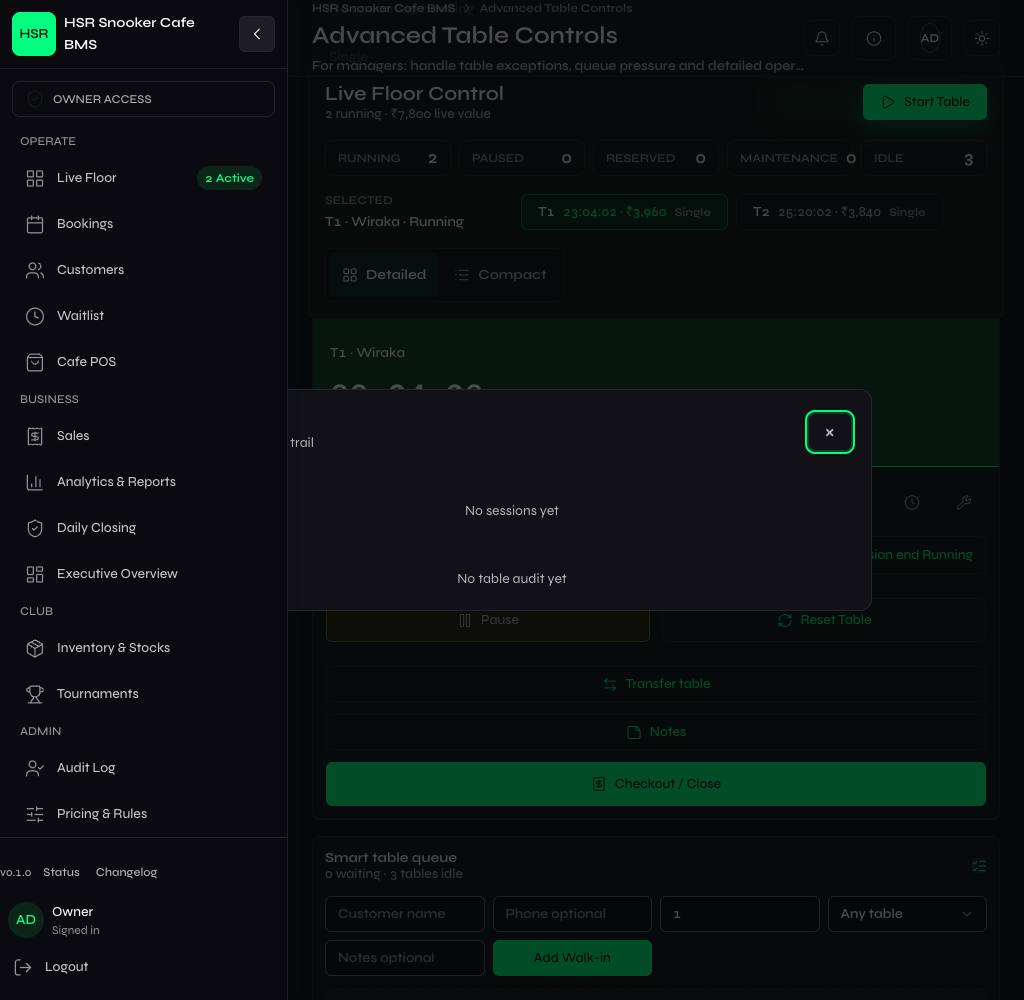 HSR
HSR Snooker Cafe
BMS
OWNER ACCESS
OPERATE
Live Floor
2 Active
Bookings
Customers
Waitlist
Cafe POS
BUSINESS
Sales
Analytics & Reports
Daily Closing
Executive Overview
CLUB
Inventory & Stocks
Tournaments
ADMIN
Audit Log
Pricing & Rules
v0.1.0 Status Changelog
AD
Owner
Signed in
Logout
HSR Snooker Cafe BMS Advanced Table Controls
Advanced Table Controls
AD
Single
For managers: handle table exceptions, queue pressure and detailed oper...
Live Floor Control
2 running · ₹7,800 live value
Start Table
RUNNING 2
PAUSED 0
RESERVED 0
MAINTENANCE 0
IDLE 3
SELECTED
T1 · Wiraka · Running
T1 23:04:02 · ₹3,960 Single
T2 25:20:02 · ₹3,840 Single
Detailed
Compact
T1 · Wiraka
trail
×
No sessions yet
No table audit yet
end Running
Pause
Reset Table
Transfer table
Notes
Checkout / Close
Smart table queue
0 waiting · 3 tables idle
Customer name
Phone optional
1
Any table
Notes optional
Add Walk-in